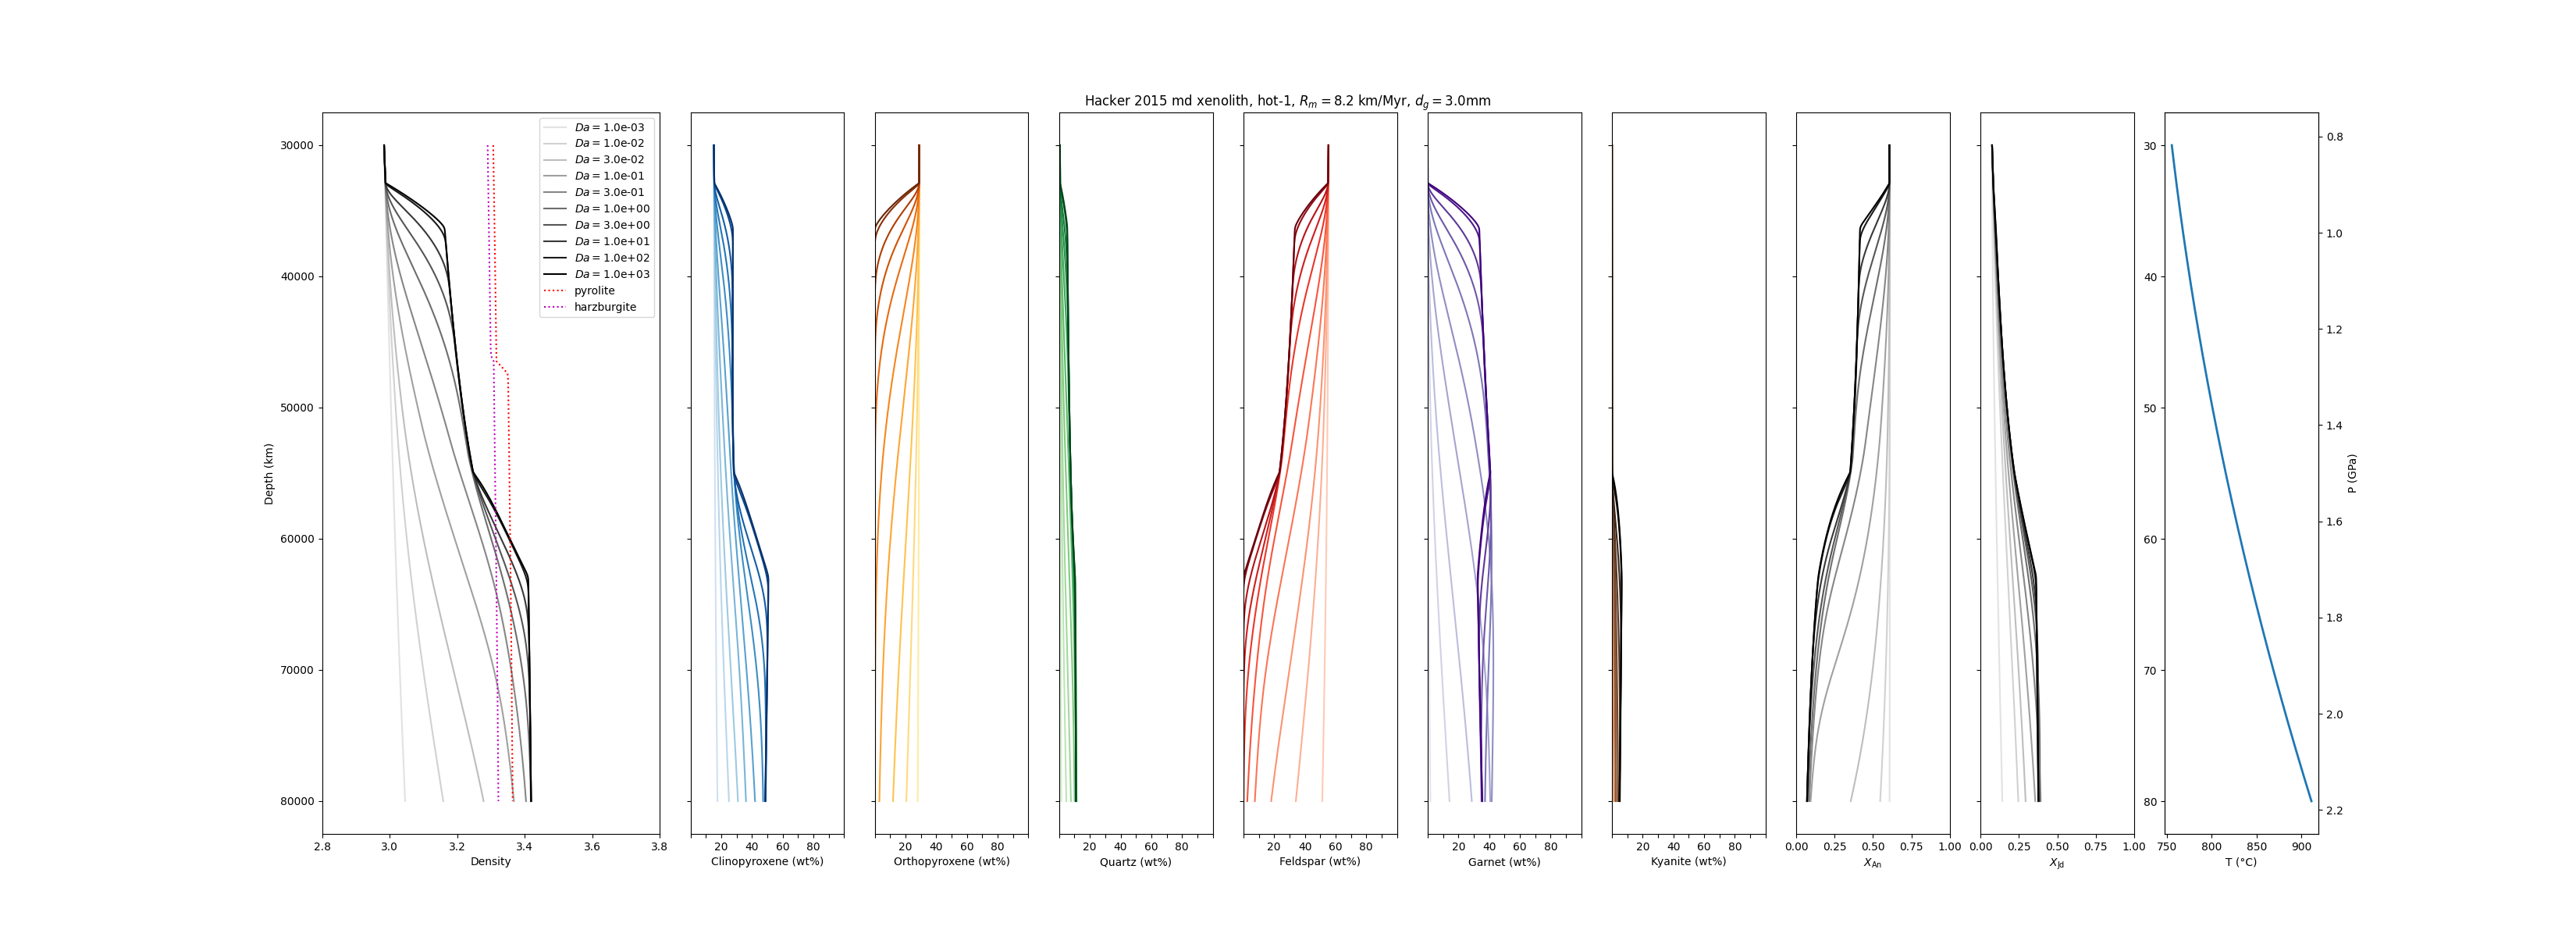 Hacker 2015 md xenolith, hot-1, R_m = 8.2 km/Myr, d_g = 3.0mm
Da = 1.0e-03
Da = 1.0e-02
Da = 3.0e-02
Da = 1.0e-01
Da = 3.0e-01
Da = 1.0e+00
Da = 3.0e+00
Da = 1.0e+01
Da = 1.0e+02
Da = 1.0e+03
pyrolite
harzburgite
30000
40000
50000
60000
70000
80000
Depth (km)
2.8 3.0 3.2 3.4 3.6 3.8
Density
20 40 60 80
Clinopyroxene (wt%)
20 40 60 80
Orthopyroxene (wt%)
20 40 60 80
Quartz (wt%)
20 40 60 80
Feldspar (wt%)
20 40 60 80
Garnet (wt%)
20 40 60 80
Kyanite (wt%)
0.00 0.25 0.50 0.75 1.00
X_An
0.00 0.25 0.50 0.75 1.00
X_Jd
30
40
50
60
70
80
750 800 850 900
T (°C)
0.8
1.0
1.2
1.4
1.6
1.8
2.0
2.2
P (GPa)